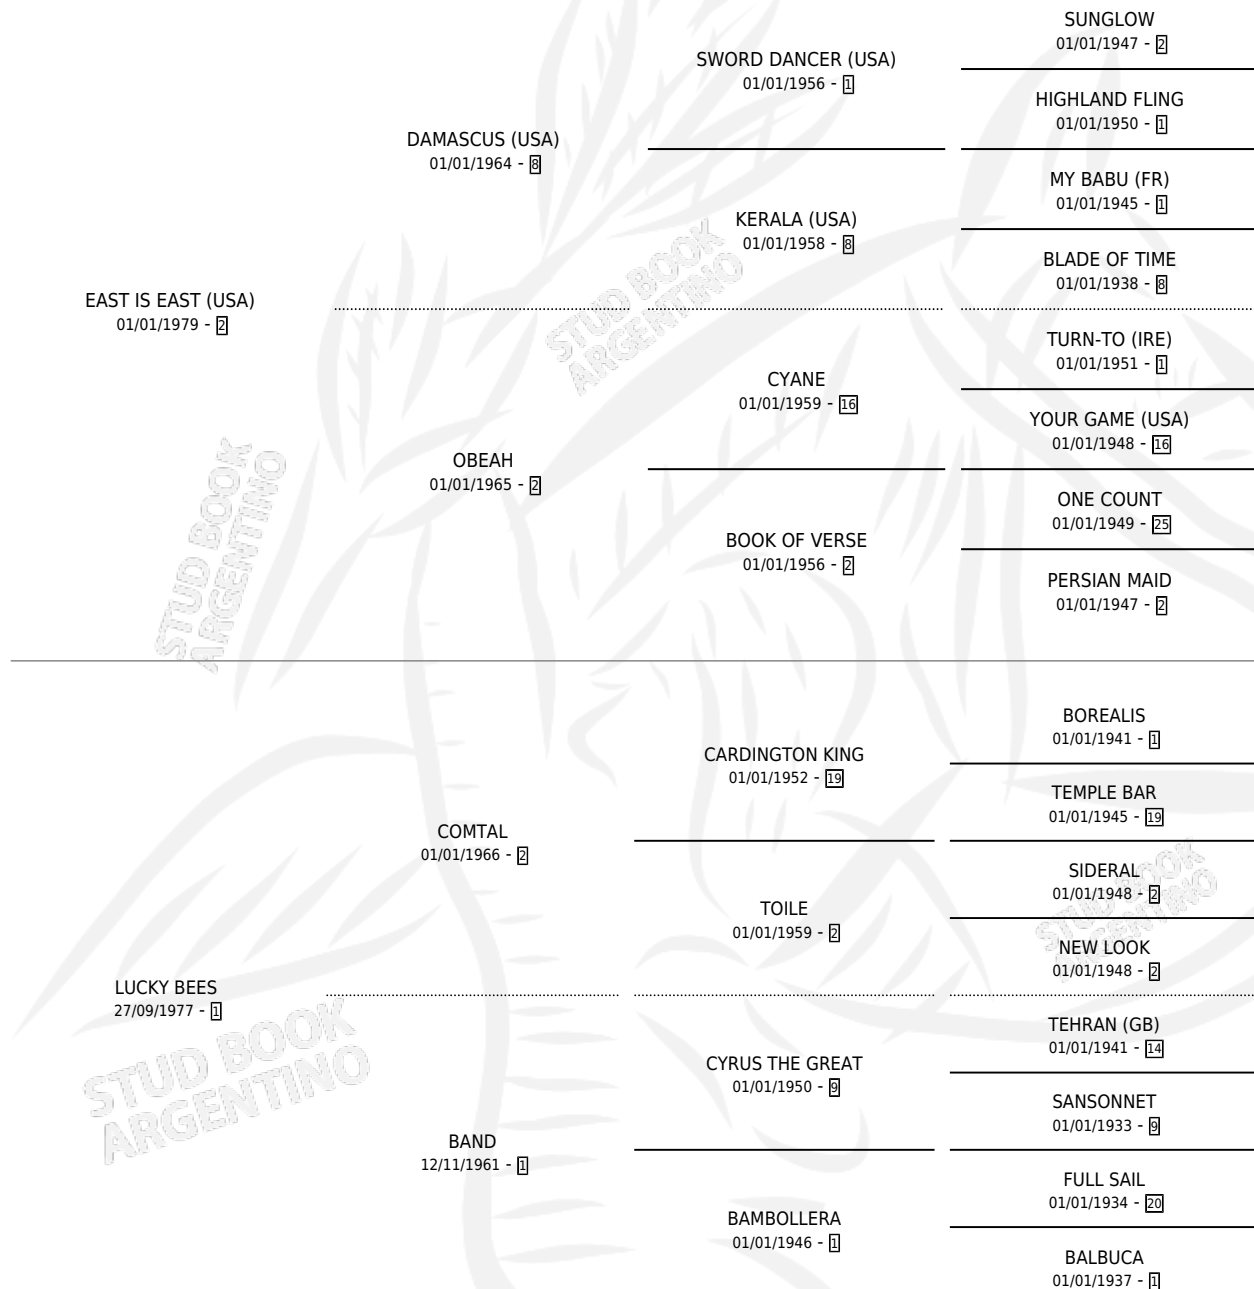 SUNGLOW
01/01/1947 - 2
SWORD DANCER (USA)
01/01/1956 - 1
HIGHLAND FLING
01/01/1950 - 1
DAMASCUS (USA)
01/01/1964 - 8
MY BABU (FR)
01/01/1945 - 1
KERALA (USA)
01/01/1958 - 8
BLADE OF TIME
01/01/1938 - 8
EAST IS EAST (USA)
01/01/1979 - 2
TURN-TO (IRE)
01/01/1951 - 1
CYANE
01/01/1959 - 16
YOUR GAME (USA)
01/01/1948 - 16
OBEAH
01/01/1965 - 2
ONE COUNT
01/01/1949 - 25
BOOK OF VERSE
01/01/1956 - 2
PERSIAN MAID
01/01/1947 - 2
BOREALIS
01/01/1941 - 1
CARDINGTON KING
01/01/1952 - 19
TEMPLE BAR
01/01/1945 - 19
COMTAL
01/01/1966 - 2
SIDERAL
01/01/1948 - 2
TOILE
01/01/1959 - 2
NEW LOOK
01/01/1948 - 2
LUCKY BEES
27/09/1977 - 1
TEHRAN (GB)
01/01/1941 - 14
CYRUS THE GREAT
01/01/1950 - 9
SANSONNET
01/01/1933 - 9
BAND
12/11/1961 - 1
FULL SAIL
01/01/1934 - 20
BAMBOLLERA
01/01/1946 - 1
BALBUCA
01/01/1937 - 1
STUD BOOK
ARGENTINO
STUD BOOK
ARGENTINO
STUD BOOK
ARGENTINO
STUD BOOK
ARGENTINO